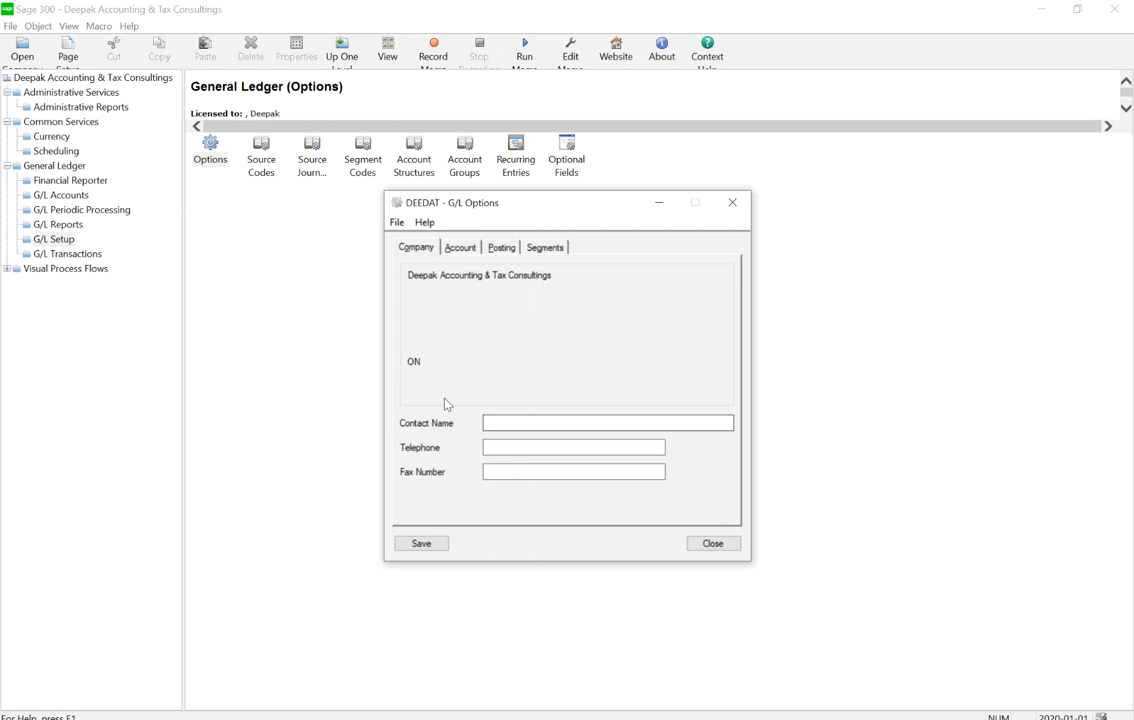 sage Sage 300 - Deepak Accounting & Tax Consultings
File Object View Macro Help
Open Page Cut Copy Paste Delete Properties Up One View Record Stop Run Edit Website About Context
Deepak Accounting & Tax Consultings
Administrative Services
Administrative Reports
Common Services
Currency
Scheduling
General Ledger
Financial Reporter
G/L Accounts
G/L Periodic Processing
G/L Reports
G/L Setup
G/L Transactions
Visual Process Flows
General Ledger (Options)
Licensed to: , Deepak
Options Source Source Segment Account Account Recurring Optional
Codes Journ... Codes Structures Groups Entries Fields
DEEDAT - G/L Options
File Help
Company Account Posting Segments
Deepak Accounting & Tax Consultings
ON
Contact Name
Telephone
Fax Number
Save Close
For Help, press F1 NUM 2020-01-01